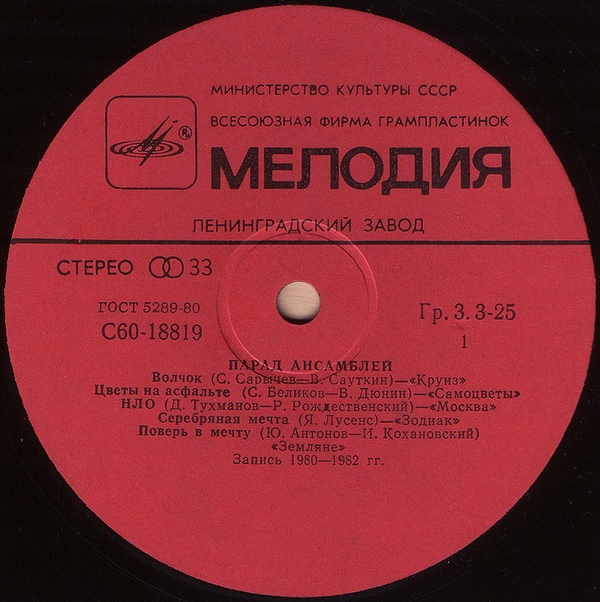 МИНИСТЕРСТВО КУЛЬТУРЫ СССР
ВСЕСОЮЗНАЯ ФИРМА ГРАМПЛАСТИНОК
®
МЕЛОДИЯ
ЛЕНИНГРАДСКИЙ ЗАВОД
СТЕРЕО 33
ГОСТ 5289-80
С60-18819
Гр. 3. 3-25
1
ПАРАД АНСАМБЛЕЙ
Волчок (С. Сарычев—В. Сауткин)—«Круиз»
Цветы на асфальте (С. Беликов—В. Дюнин)—«Самоцветы»
НЛО (Д. Тухманов—Р. Рождественский)—«Москва»
Серебряная мечта (Я. Лусенс)—«Зодиак»
Поверь в мечту (Ю. Антонов—И. Кохановский)
«Земляне»
Запись 1980—1982 гг.